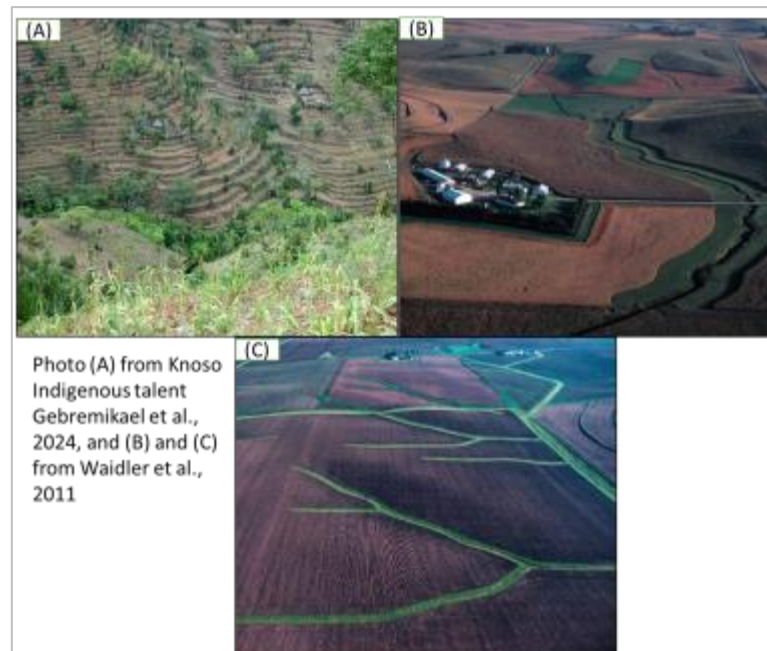 (A)
(B)
(C)
Photo (A) from Knoso
Indigenous talent
Gebremikael et al.,
2024, and (B) and (C)
from Waidler et al.,
2011